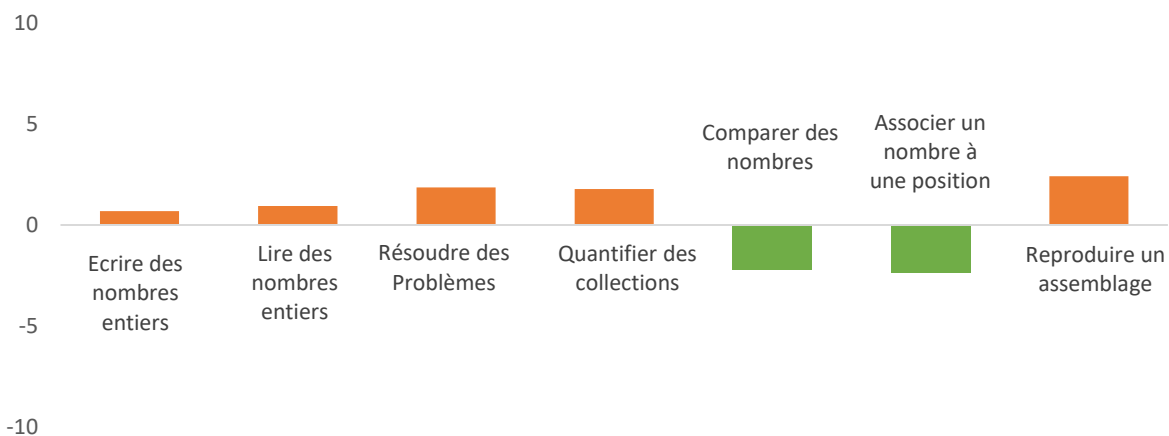 10
5
0
-5
-10
Ecrire des
nombres
entiers
Lire des
nombres
entiers
Résoudre des
Problèmes
Quantifier des
collections
Comparer des
nombres
Associer un
nombre à
une position
Reproduire un
assemblage